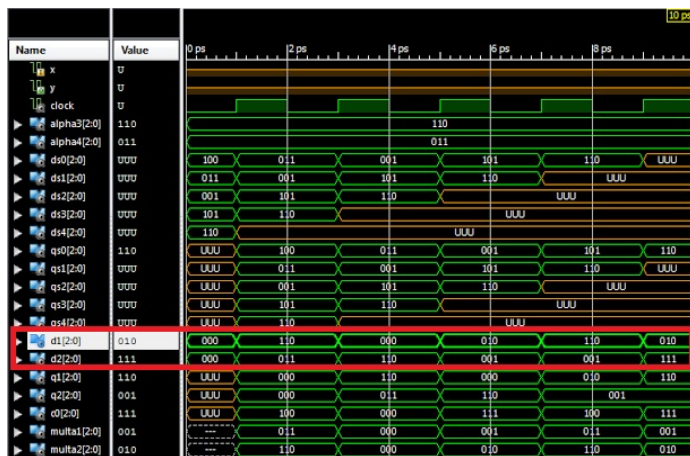 10 ps
Name Value 0 ps 2 ps 4 ps 6 ps 8 ps
x U
y U
clock U
alpha3[2:0] 110 110
alpha4[2:0] 011 011
ds0[2:0] UUU 100 011 001 101 110 UUU
ds1[2:0] UUU 011 001 101 110 UUU
ds2[2:0] UUU 001 101 110 UUU
ds3[2:0] UUU 101 110 UUU
ds4[2:0] UUU 110 UUU
qs0[2:0] 110 UUU 100 011 001 101 110
qs1[2:0] UUU UUU 011 001 101 110 UUU
qs2[2:0] UUU UUU 001 101 110 UUU
qs3[2:0] UUU UUU 101 110 UUU
qs4[2:0] UUU UUU 110 UUU
d1[2:0] 010 000 110 000 010 110 010
d2[2:0] 111 000 011 110 001 001 111
q1[2:0] 110 UUU 000 110 000 010 110
q2[2:0] 001 UUU 000 011 110 001
c0[2:0] 111 UUU 100 000 111 100 111
multa1[2:0] 001 --- 000 001 000 011 001
multa2[2:0] 010 --- 110 000 010 110 010